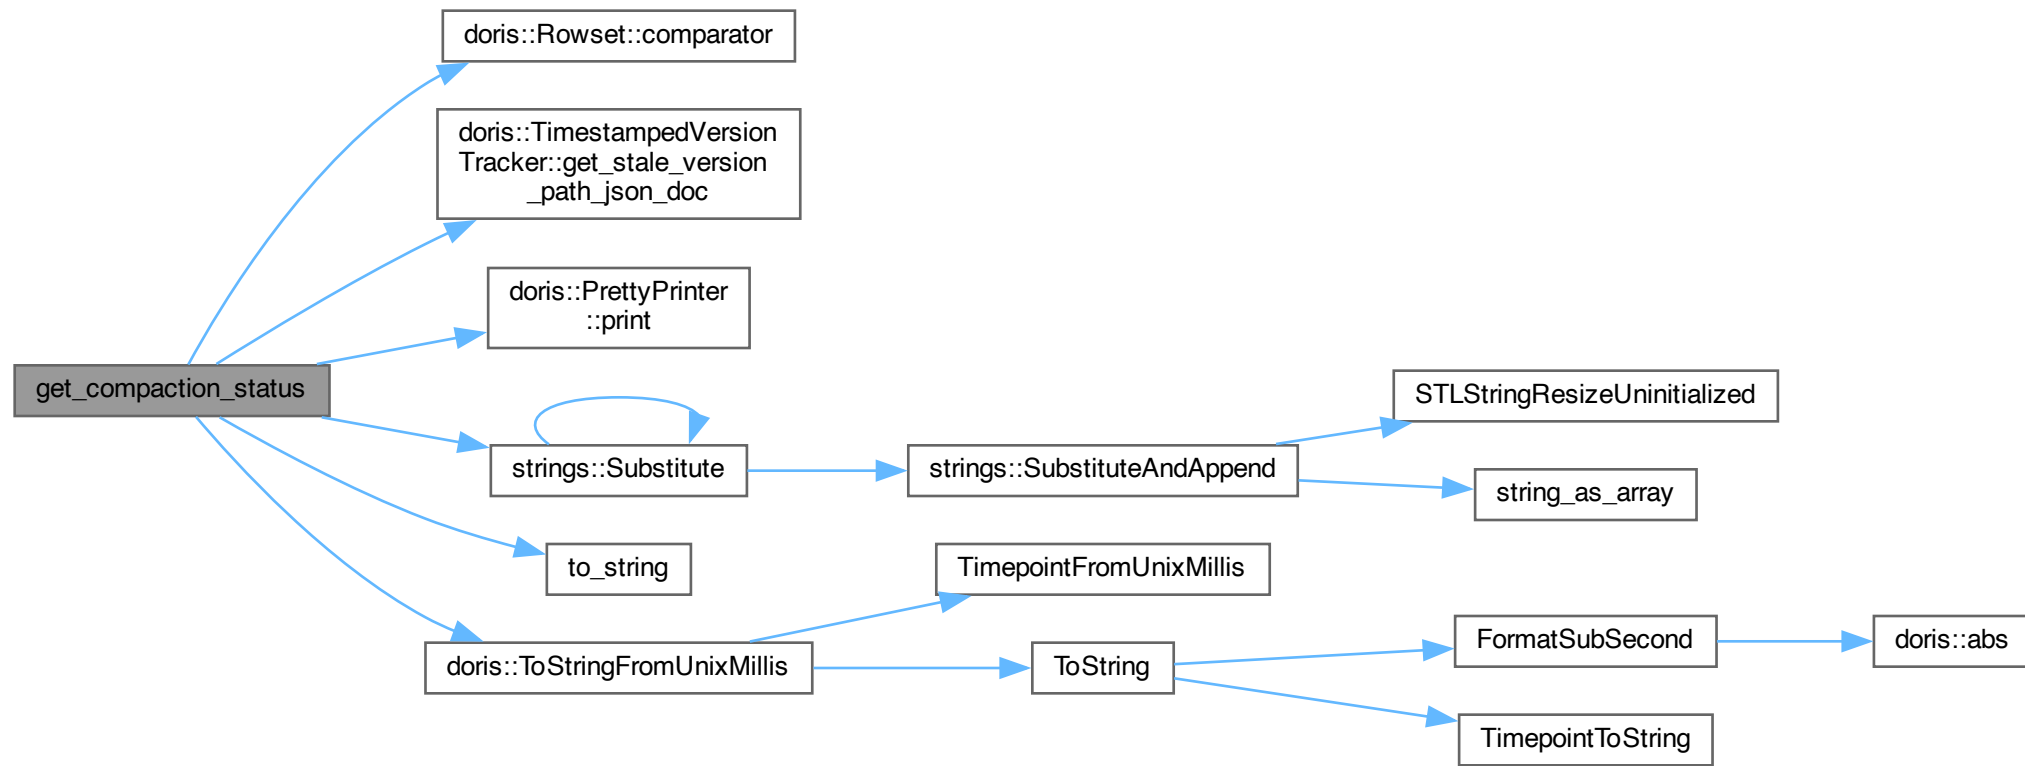 doris::Rowset::comparator
doris::TimestampedVersion
Tracker::get_stale_version
_path_json_doc
doris::PrettyPrinter
::print
get_compaction_status
STLStringResizeUninitialized
strings::Substitute
strings::SubstituteAndAppend
string_as_array
to_string
TimepointFromUnixMillis
doris::ToStringFromUnixMillis
ToString
FormatSubSecond
doris::abs
TimepointToString